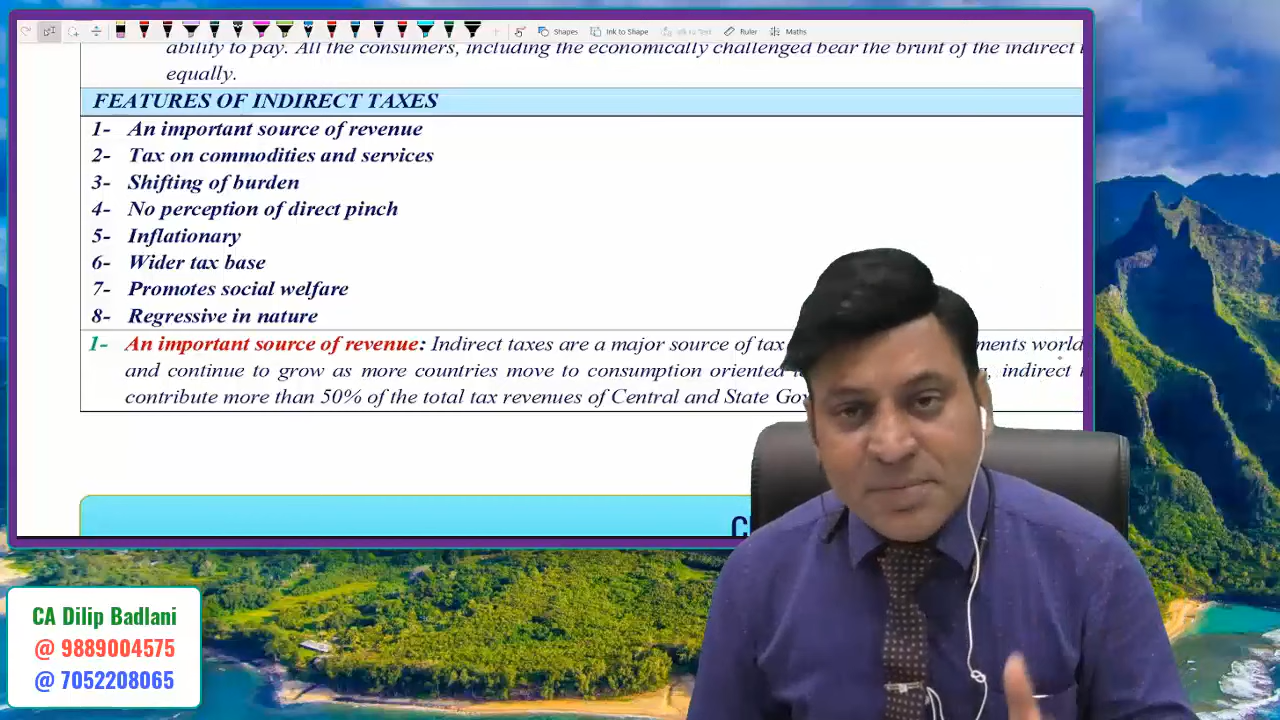 Shapes Ink to Shape Ruler Maths
ability to pay. All the consumers, including the economically challenged bear the brunt of the indirect
equally.
FEATURES OF INDIRECT TAXES
1- An important source of revenue
2- Tax on commodities and services
3- Shifting of burden
4- No perception of direct pinch
5- Inflationary
6- Wider tax base
7- Promotes social welfare
8- Regressive in nature
1- An important source of revenue: Indirect taxes are a major source of tax
and continue to grow as more countries move to consumption oriented indirect
contribute more than 50% of the total tax revenues of Central and State
CA Dilip Badlani
@ 9889004575
@ 7052208065